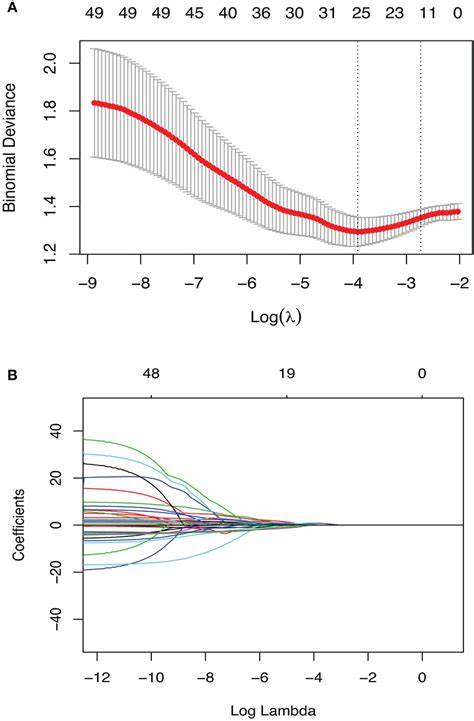 A
49 49 49 45 40 36 30 31 25 23 11 0
Binomial Deviance
2.0
1.8
1.6
1.4
1.2
−9 −8 −7 −6 −5 −4 −3 −2
Log(λ)
B
48 19 0
Coefficients
40
20
0
−20
−40
−12 −10 −8 −6 −4 −2 0
Log Lambda